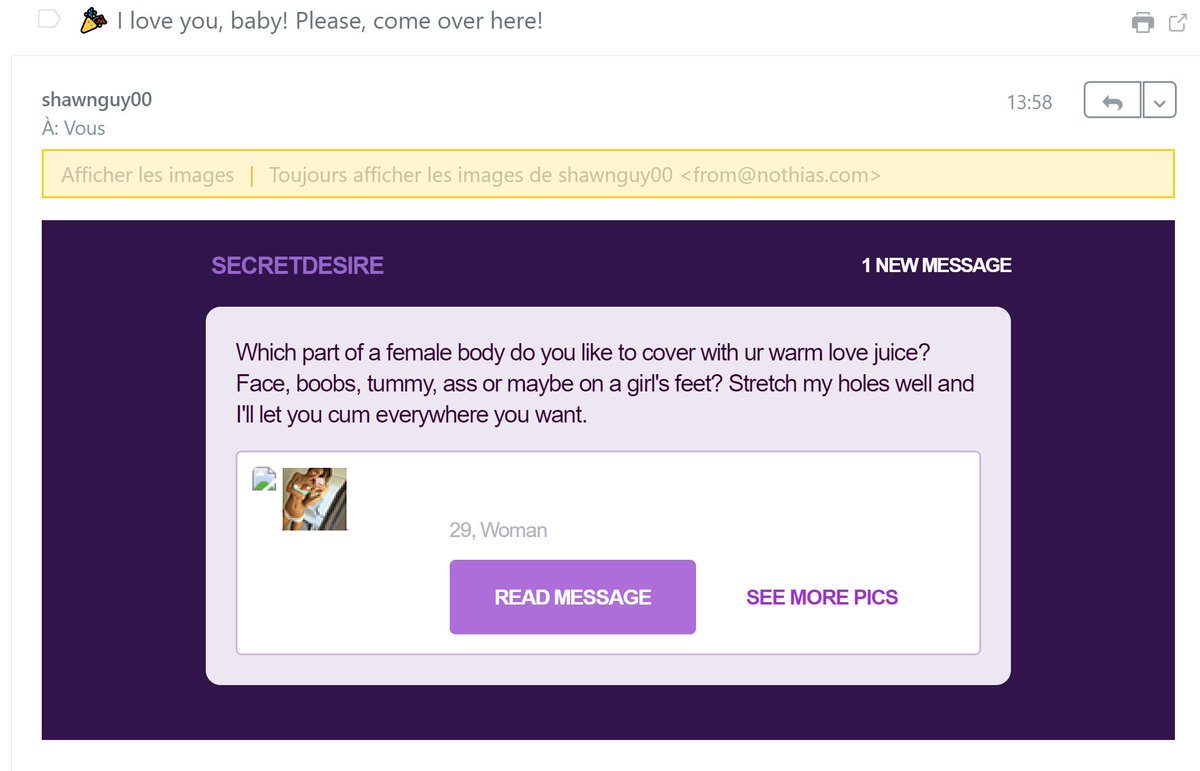 I love you, baby! Please, come over here!
shawnguy00
13:58
À: Vous
Afficher les images | Toujours afficher les images de shawnguy00 <from@nothias.com>
SECRETDESIRE
1 NEW MESSAGE
Which part of a female body do you like to cover with ur warm love juice?
Face, boobs, tummy, ass or maybe on a girl's feet? Stretch my holes well and
I'll let you cum everywhere you want.
29, Woman
READ MESSAGE
SEE MORE PICS